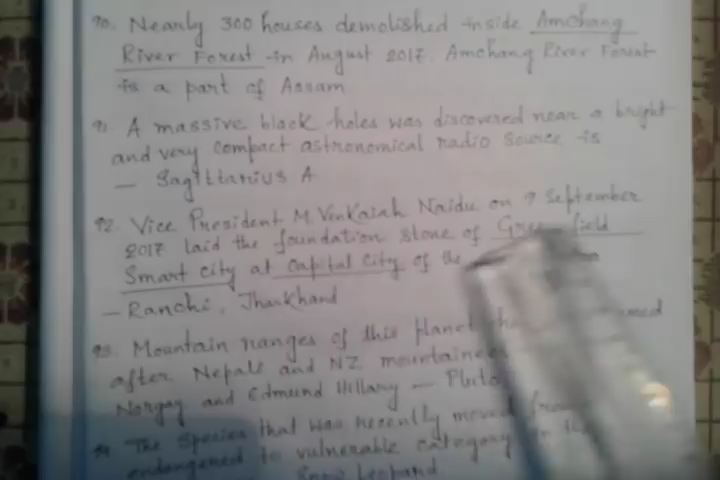 90. Nearly 300 houses demolished inside Amchang
River Forest in August 2017. Amchang River Forest
is a part of Assam
91. A massive black holes was discovered near a bright
and very compact astronomical radio source is
— Sagittarius A
92. Vice President M. Venkaiah Naidu on 9 September
2017 laid the foundation stone of field
Smart city at capital city of the
— Ranchi, Jharkhand
93. Mountain ranges of this planet
after Nepals and NZ
Norgay and Edmund Hillary — Pluto
94 The Species that was recently moved from
endangered to vulnerable category
Snow Leopard